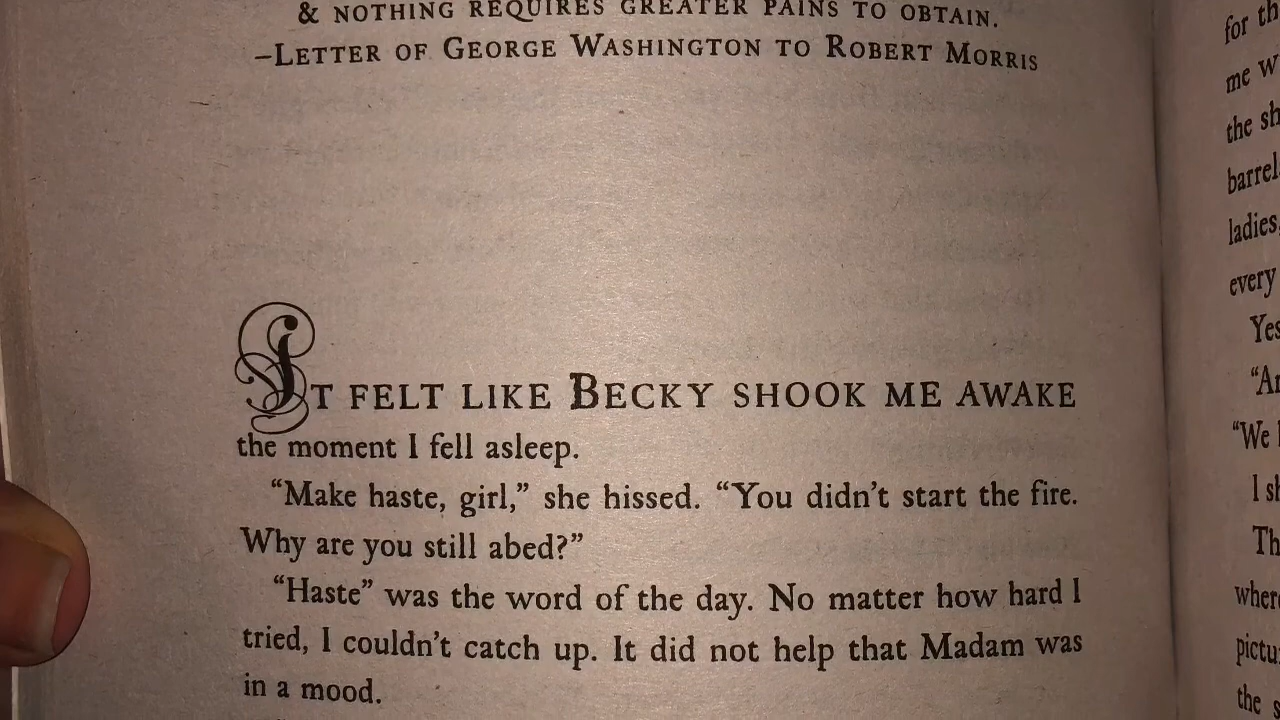 & NOTHING REQUIRES GREATER PAINS TO OBTAIN.
–LETTER OF GEORGE WASHINGTON TO ROBERT MORRIS
IT FELT LIKE BECKY SHOOK ME AWAKE
the moment I fell asleep.
“Make haste, girl,” she hissed. “You didn’t start the fire.
Why are you still abed?”
“Haste” was the word of the day. No matter how hard I
tried, I couldn’t catch up. It did not help that Madam was
in a mood.
for
me
the
barrel
ladies,
every
Yes
“We
I
the